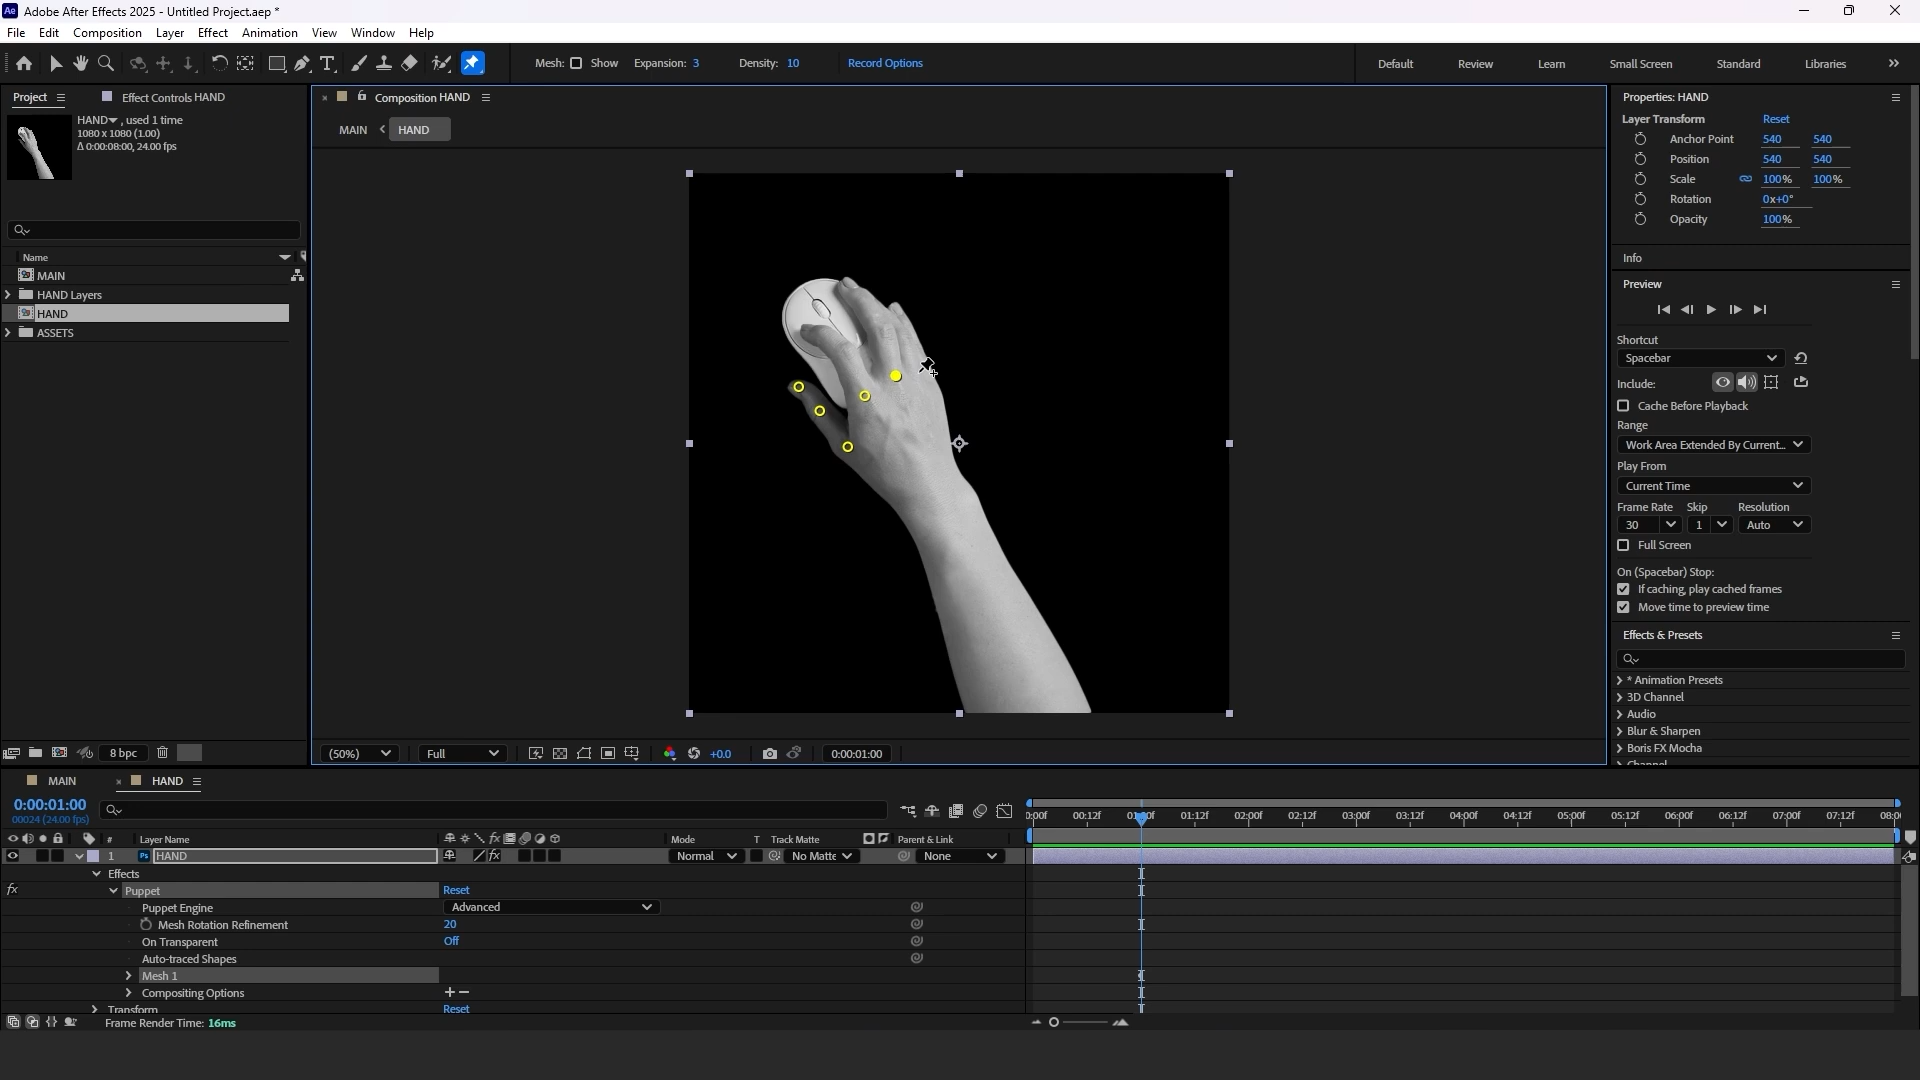 Adobe After Effects 2025 - Untitled Project.aep *
File Edit Composition Layer Effect Animation View Window Help
Mesh: Show Expansion: 3 Density: 10 Record Options Default Review Learn Small Screen Standard Libraries
Project Effect Controls HAND
HAND , used 1 time
1080 x 1080 (1.00)
Δ 0:00:08:00, 24.00 fps
Name
MAIN
HAND Layers
HAND
ASSETS
8 bpc
Composition HAND
MAIN HAND
(50%) Full +0.0 0:00:01:00
Properties: HAND
Layer Transform Reset
Anchor Point 540 540
Position 540 540
Scale 100% 100%
Rotation 0x+0°
Opacity 100%
Info
Preview
Shortcut
Spacebar
Include:
Cache Before Playback
Range
Work Area Extended By Current...
Play From
Current Time
Frame Rate Skip Resolution
30 1 Auto
Full Screen
On (Spacebar) Stop:
If caching, play cached frames
Move time to preview time
Effects & Presets
* Animation Presets
3D Channel
Audio
Blur & Sharpen
Boris FX Mocha
Channel
MAIN HAND
0:00:01:00
00024 (24.00 fps)
00:12f 01:12f 02:00f 02:12f 03:00f 03:12f 04:00f 04:12f 05:00f 05:12f 06:00f 06:12f 07:00f 07:12f
# Layer Name Mode T Track Matte Parent & Link
1 Ps HAND fx Normal No Matte None
Effects
fx Puppet Reset
Puppet Engine Advanced
Mesh Rotation Refinement 20
On Transparent Off
Auto-traced Shapes
Mesh 1
Compositing Options + −
Transform Reset
Frame Render Time: 16ms